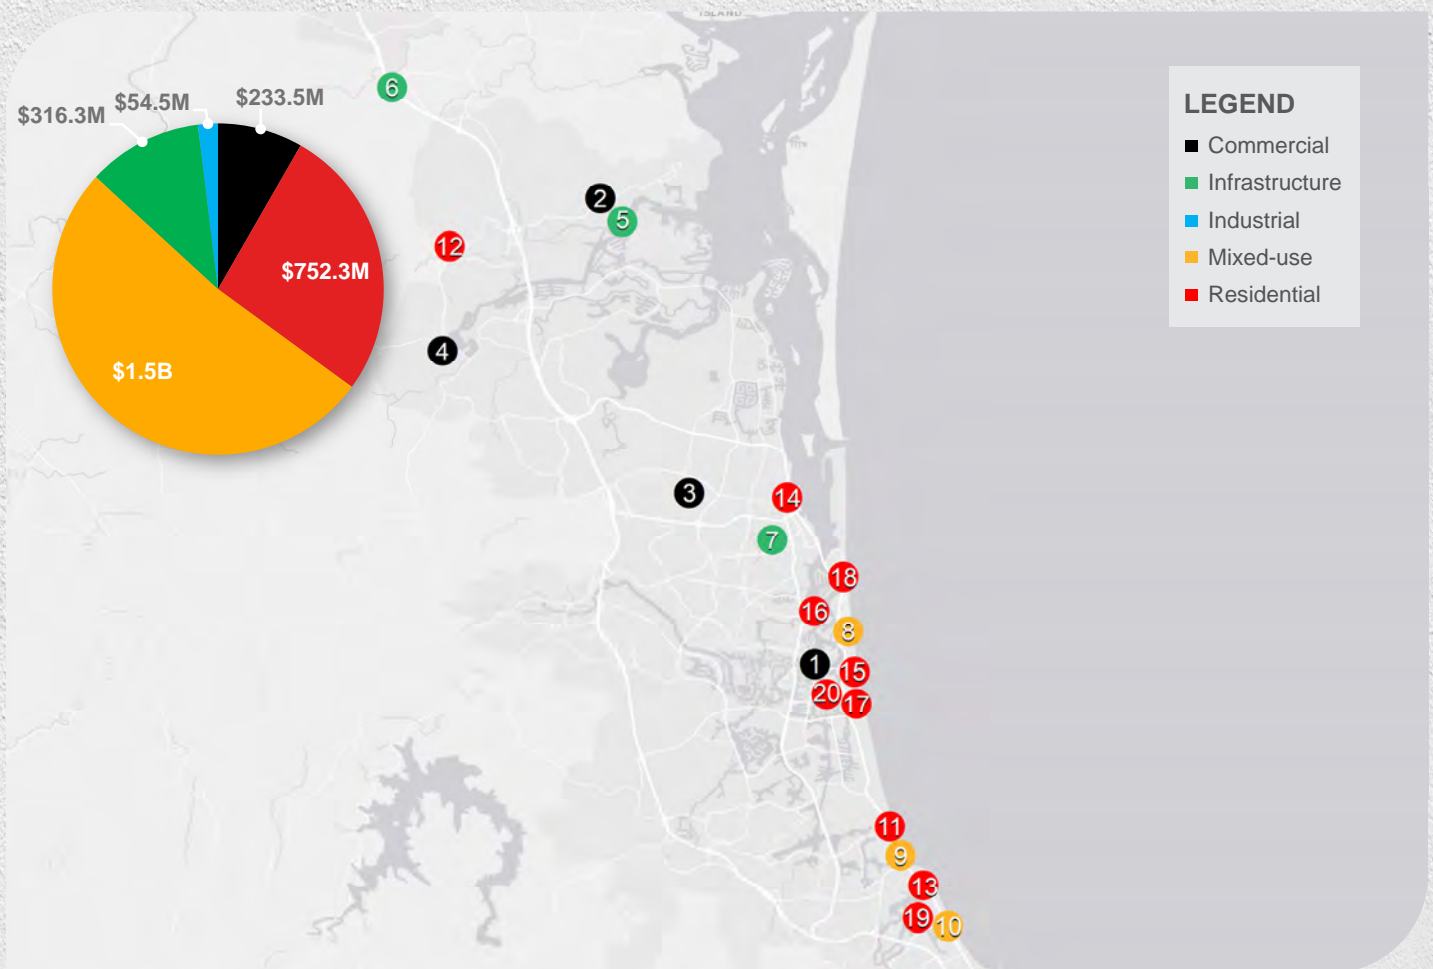 ISLAND
6
$316.3M
$54.5M
$233.5M
$752.3M
$1.5B
LEGEND
Commercial
Infrastructure
Industrial
Mixed-use
Residential
2
5
12
4
3
14
7
18
16
8
1
15
20
17
11
9
13
19
10